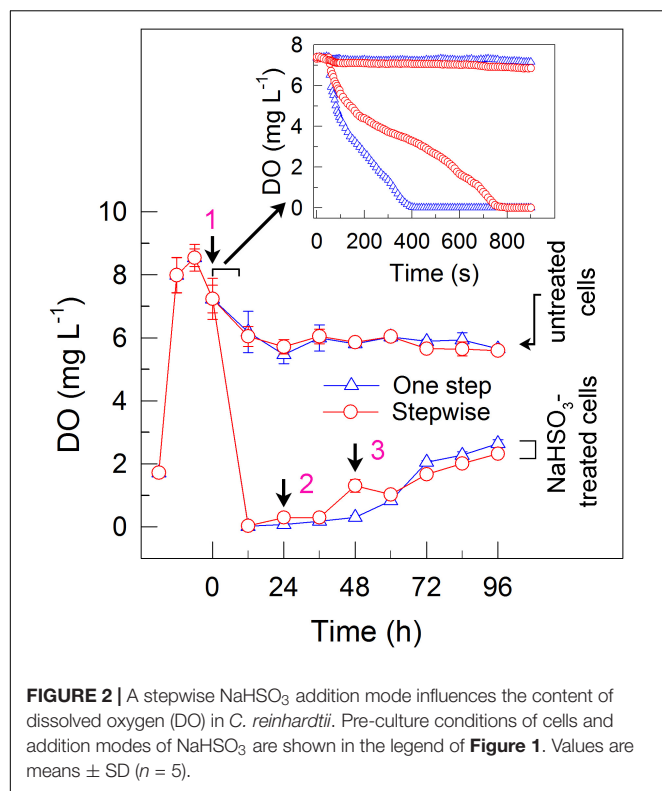 8
6
4
2
0
DO (mg L-1)
0 200 400 600 800
Time (s)
10
8
6
4
2
0
DO (mg L-1)
1
2
3
One step
Stepwise
untreated
cells
NaHSO3-
treated cells
0 24 48 72 96
Time (h)
FIGURE 2 | A stepwise NaHSO3 addition mode influences the content of
dissolved oxygen (DO) in C. reinhardtii. Pre-culture conditions of cells and
addition modes of NaHSO3 are shown in the legend of Figure 1. Values are
means ± SD (n = 5).